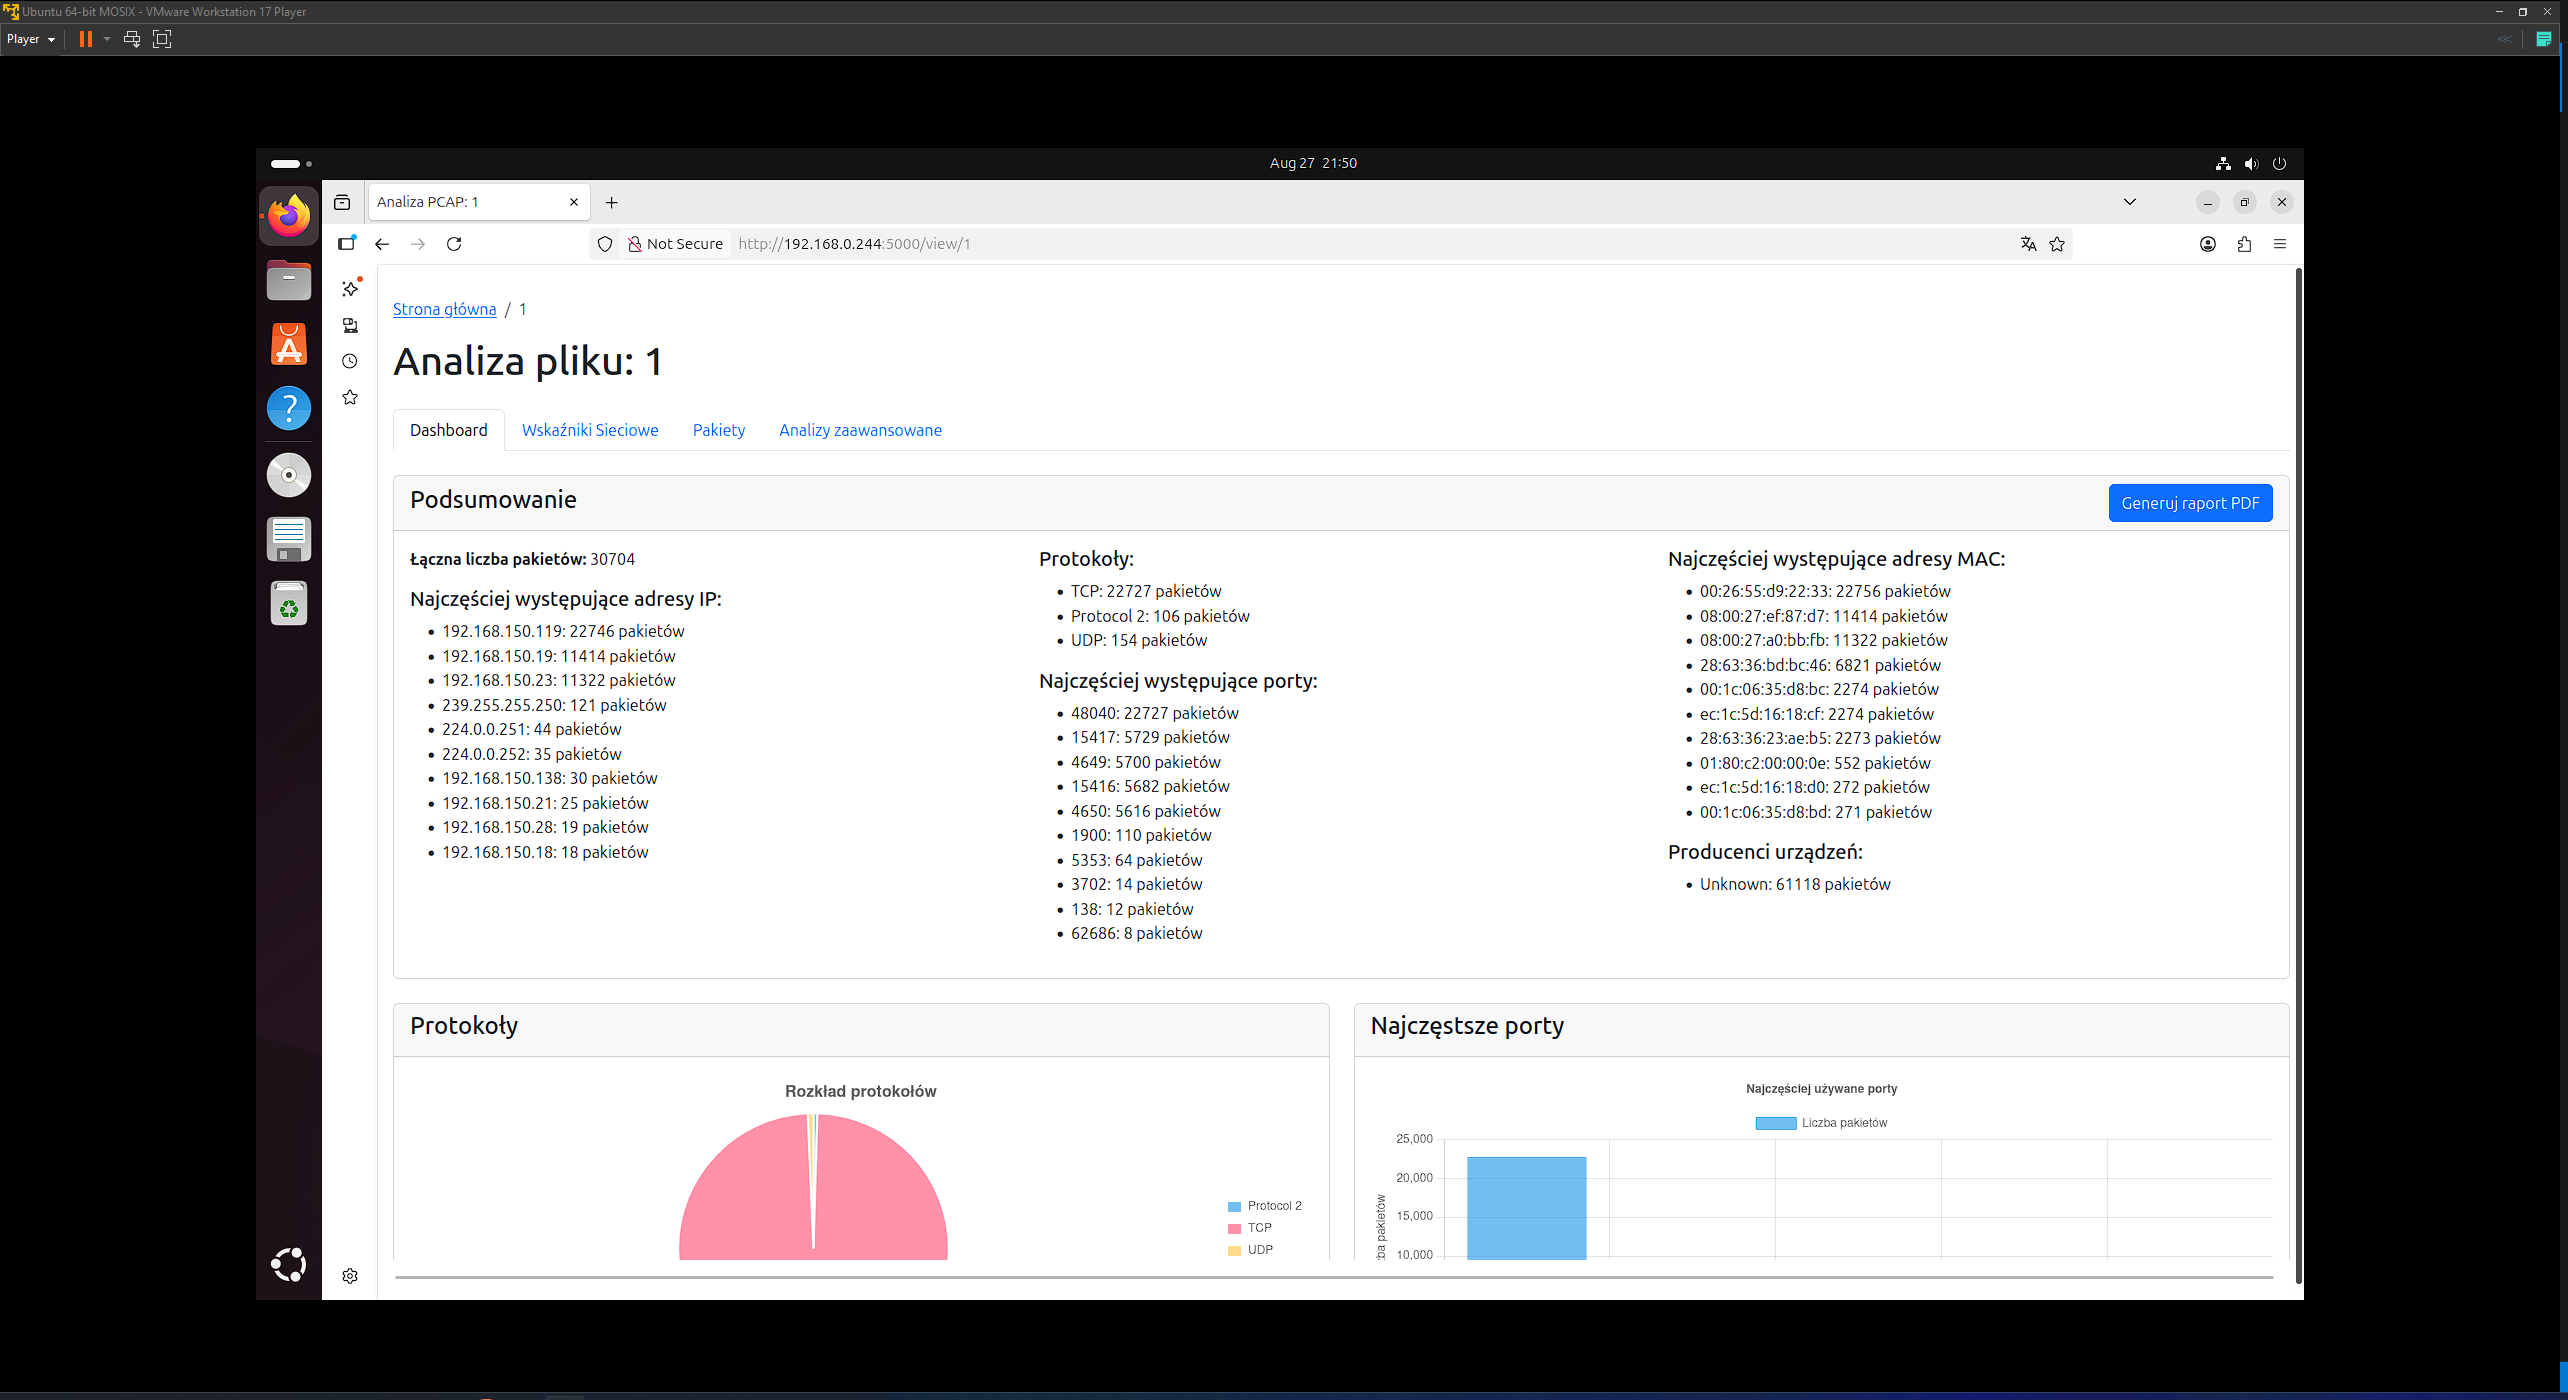 Ubuntu 64-bit MOSIX - VMware Workstation 17 Player
Player
Aug 27 21:50
Analiza PCAP: 1
Not Secure
http://192.168.0.244:5000/view/1
Strona główna / 1
Analiza pliku: 1
Dashboard
Wskaźniki Sieciowe
Pakiety
Analizy zaawansowane
Podsumowanie
Generuj raport PDF
Łączna liczba pakietów: 30704
Najczęściej występujące adresy IP:
192.168.150.119: 22746 pakietów
192.168.150.19: 11414 pakietów
192.168.150.23: 11322 pakietów
239.255.255.250: 121 pakietów
224.0.0.251: 44 pakietów
224.0.0.252: 35 pakietów
192.168.150.138: 30 pakietów
192.168.150.21: 25 pakietów
192.168.150.28: 19 pakietów
192.168.150.18: 18 pakietów
Protokoły:
TCP: 22727 pakietów
Protocol 2: 106 pakietów
UDP: 154 pakietów
Najczęściej występujące porty:
48040: 22727 pakietów
15417: 5729 pakietów
4649: 5700 pakietów
15416: 5682 pakietów
4650: 5616 pakietów
1900: 110 pakietów
5353: 64 pakietów
3702: 14 pakietów
138: 12 pakietów
62686: 8 pakietów
Najczęściej występujące adresy MAC:
00:26:55:d9:22:33: 22756 pakietów
08:00:27:ef:87:d7: 11414 pakietów
08:00:27:a0:bb:fb: 11322 pakietów
28:63:36:bd:bc:46: 6821 pakietów
00:1c:06:35:d8:bc: 2274 pakietów
ec:1c:5d:16:18:cf: 2274 pakietów
28:63:36:23:ae:b5: 2273 pakietów
01:80:c2:00:00:0e: 552 pakietów
ec:1c:5d:16:18:d0: 272 pakietów
00:1c:06:35:d8:bd: 271 pakietów
Producenci urządzeń:
Unknown: 61118 pakietów
Protokoły
Rozkład protokołów
Protocol 2
TCP
UDP
Najczęstsze porty
Najczęściej używane porty
Liczba pakietów
25,000
20,000
15,000
10,000
pakietów